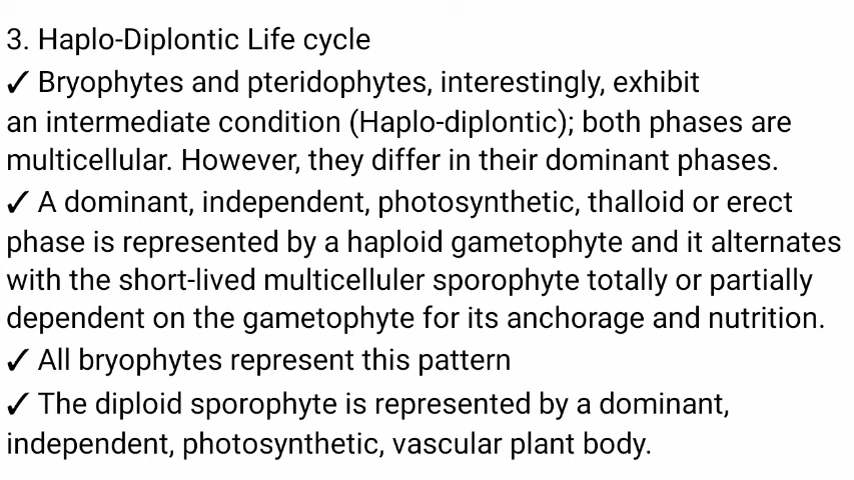 3. Haplo-Diplontic Life cycle
✓ Bryophytes and pteridophytes, interestingly, exhibit
an intermediate condition (Haplo-diplontic); both phases are
multicellular. However, they differ in their dominant phases.
✓ A dominant, independent, photosynthetic, thalloid or erect
phase is represented by a haploid gametophyte and it alternates
with the short-lived multicelluler sporophyte totally or partially
dependent on the gametophyte for its anchorage and nutrition.
✓ All bryophytes represent this pattern
✓ The diploid sporophyte is represented by a dominant,
independent, photosynthetic, vascular plant body.